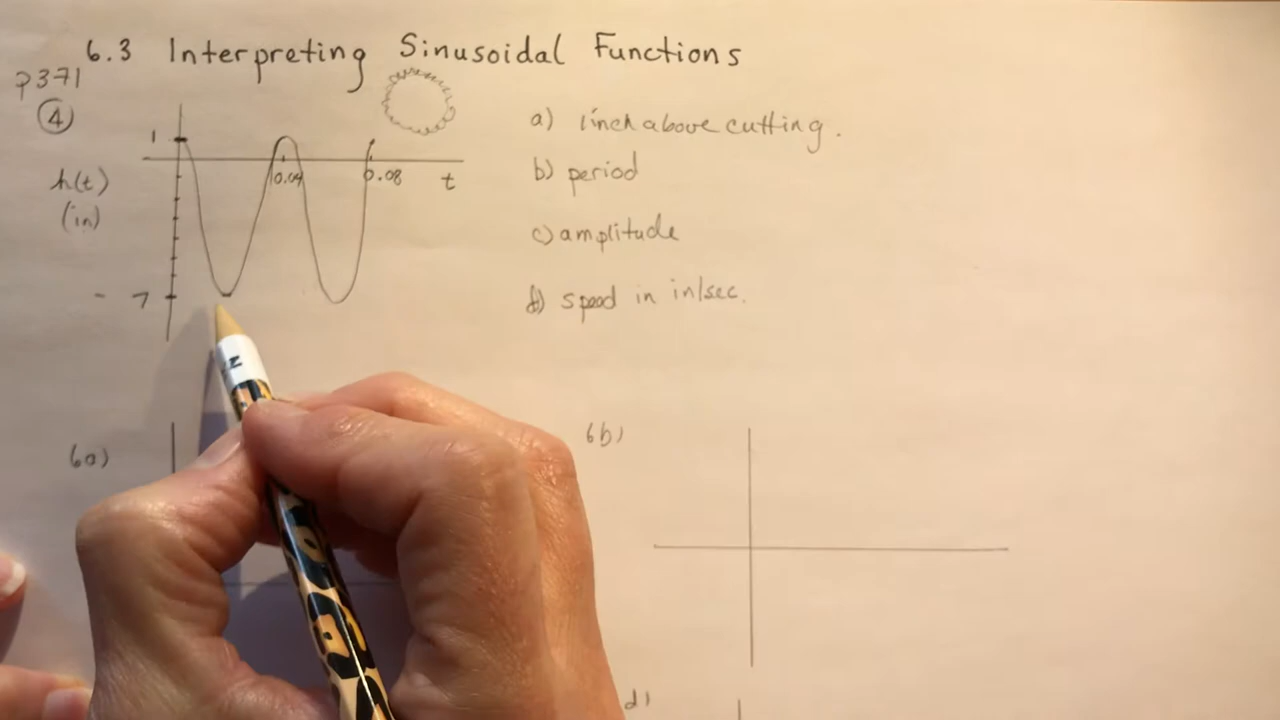 6.3 Interpreting Sinusoidal Functions
p371
4
1
h(t)
(in)
- 7
0.04
0.08
t
a) 1inch above cutting.
b) period
c) amplitude
d) speed in in/sec.
6a)
6b)
d)